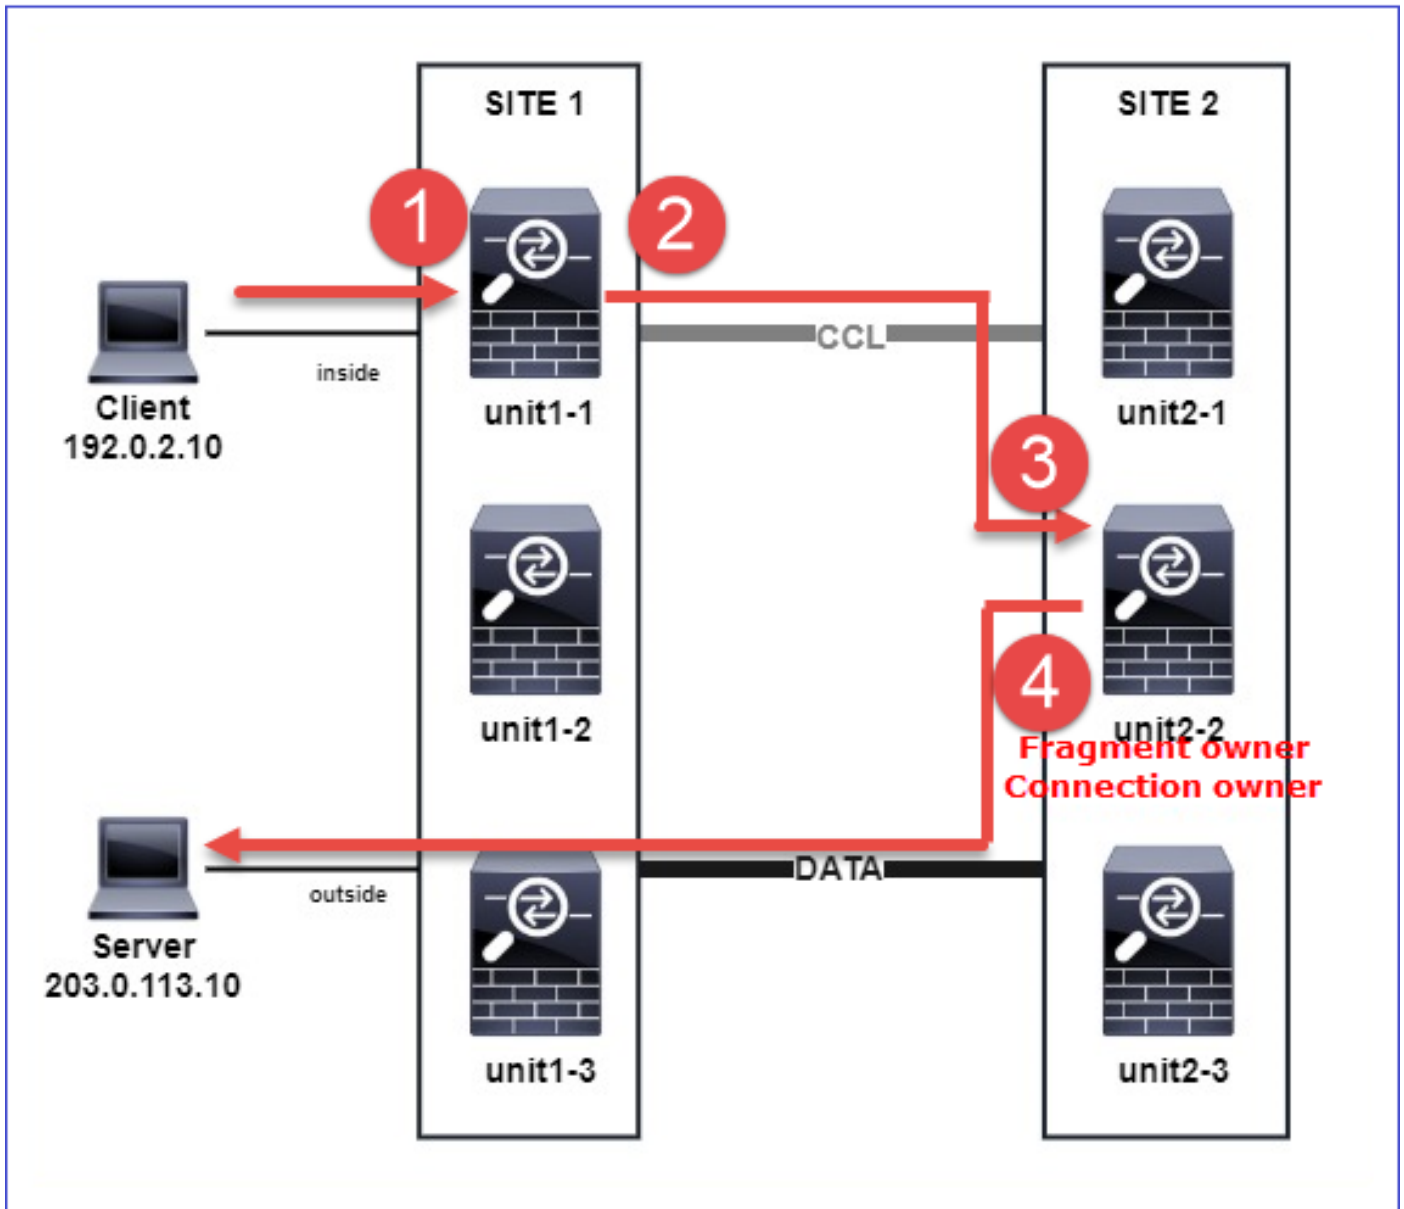 SITE 1
SITE 2
1
2
CCL
inside
Client
192.0.2.10
unit1-1
unit2-1
3
unit1-2
4
unit2-2
Fragment owner
Connection owner
DATA
outside
Server
203.0.113.10
unit1-3
unit2-3